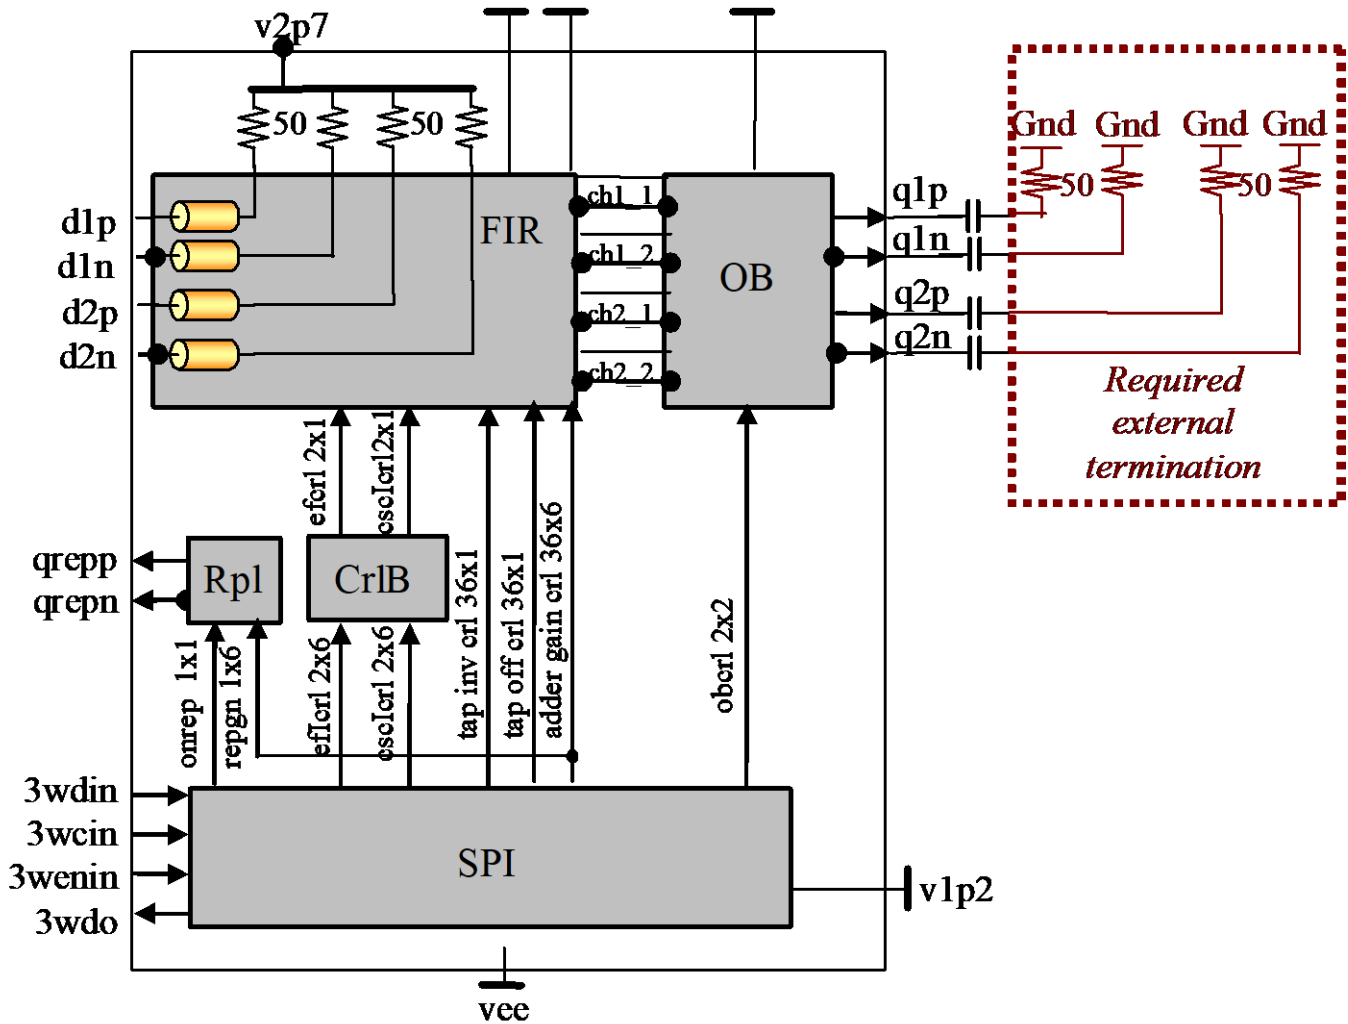 v2p7
50
50
Gnd Gnd Gnd Gnd
50
50
d1p
d1n
d2p
d2n
FIR
ch1_1
ch1_2
ch2_1
ch2_2
OB
q1p
q1n
q2p
q2n
Required
external
termination
efcrl 2x1
csclcrl2x1
tap inv crl 36x1
tap off crl 36x1
adder gain crl 36x6
obcrl 2x2
qrepp
qrepn
Rpl
CrlB
onrep 1x1
repgn 1x6
eflcrl 2x6
csclcrl 2x6
3wdin
3wcin
3wenin
3wdo
SPI
v1p2
vee